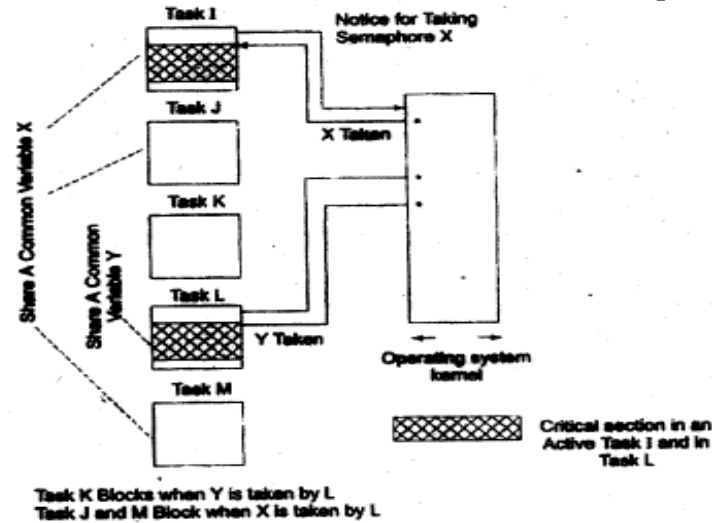 Task I
Notice for Taking
Semaphore X
Task J
X Taken
Share A Common Variable X
Task K
Share A Common
Variable Y
Task L
Y Taken
Operating system
kernel
Task M
Critical section in an
Active Task I and in
Task L
Task K Blocks when Y is taken by L
Task J and M Block when X is taken by L